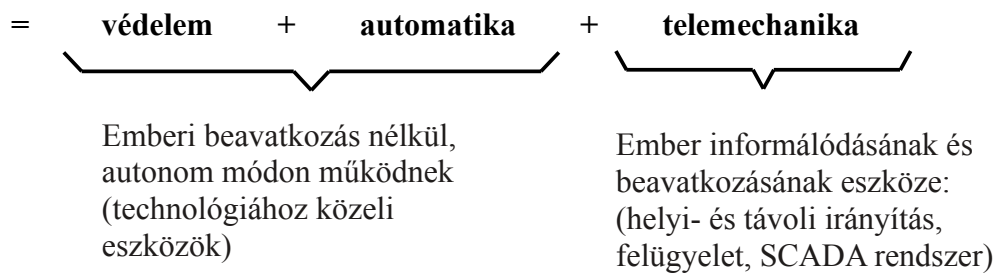 = védelem + automatika + telemechanika
Emberi beavatkozás nélkül,
autonom módon működnek
(technológiához közeli
eszközök)
Ember informálódásának és
beavatkozásának eszköze:
(helyi- és távoli irányítás,
felügyelet, SCADA rendszer)